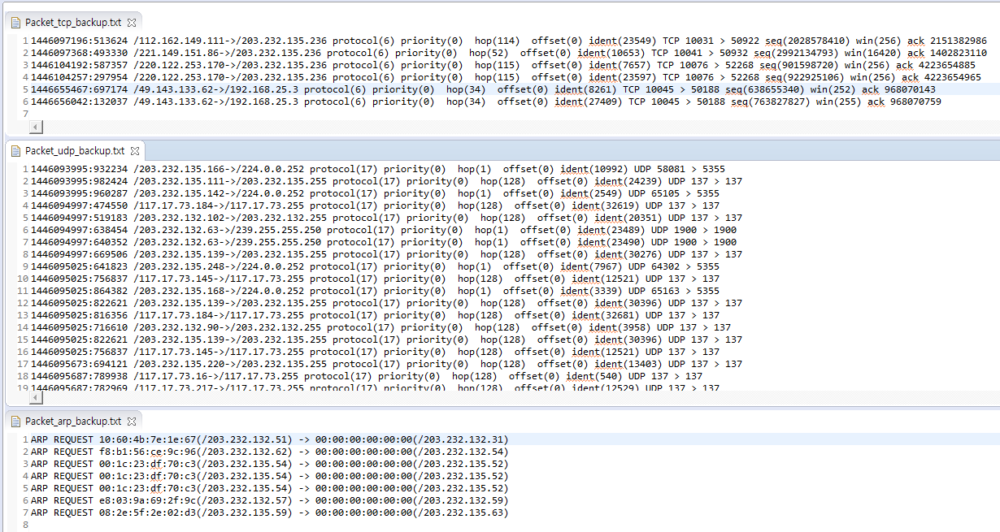 Packet_tcp_backup.txt
1 1446097196:513624 /112.162.149.111->/203.232.135.236 protocol(6) priority(0)  hop(114)  offset(0) ident(23549) TCP 10031 > 50922 seq(2028578410) win(256) ack 2151382986
2 1446097368:493330 /221.149.151.86->/203.232.135.236 protocol(6) priority(0)  hop(52)  offset(0) ident(10653) TCP 10041 > 50932 seq(2992134793) win(16420) ack 1402823110
3 1446104192:587357 /220.122.253.170->/203.232.135.236 protocol(6) priority(0)  hop(115)  offset(0) ident(7657) TCP 10076 > 52268 seq(901598720) win(256) ack 4223654885
4 1446104257:297954 /220.122.253.170->/203.232.135.236 protocol(6) priority(0)  hop(115)  offset(0) ident(23597) TCP 10076 > 52268 seq(922925106) win(256) ack 4223654965
5 1446655467:697174 /49.143.133.62->/192.168.25.3 protocol(6) priority(0)  hop(34)  offset(0) ident(8261) TCP 10045 > 50188 seq(638655340) win(252) ack 968070143
6 1446656042:132037 /49.143.133.62->/192.168.25.3 protocol(6) priority(0)  hop(34)  offset(0) ident(27409) TCP 10045 > 50188 seq(763827827) win(255) ack 968070759
7
Packet_udp_backup.txt
1 1446093995:932234 /203.232.135.166->/224.0.0.252 protocol(17) priority(0)  hop(1)  offset(0) ident(10992) UDP 58081 > 5355
2 1446093995:982424 /203.232.135.111->/203.232.135.255 protocol(17) priority(0)  hop(128)  offset(0) ident(24239) UDP 137 > 137
3 1446093995:960287 /203.232.135.142->/224.0.0.252 protocol(17) priority(0)  hop(1)  offset(0) ident(2549) UDP 65105 > 5355
4 1446094997:474550 /117.17.73.184->/117.17.73.255 protocol(17) priority(0)  hop(128)  offset(0) ident(32619) UDP 137 > 137
5 1446094997:519183 /203.232.132.102->/203.232.132.255 protocol(17) priority(0)  hop(128)  offset(0) ident(20351) UDP 137 > 137
6 1446094997:638454 /203.232.132.63->/239.255.255.250 protocol(17) priority(0)  hop(1)  offset(0) ident(23489) UDP 1900 > 1900
7 1446094997:640352 /203.232.132.63->/239.255.255.250 protocol(17) priority(0)  hop(1)  offset(0) ident(23490) UDP 1900 > 1900
8 1446094997:669506 /203.232.135.139->/203.232.135.255 protocol(17) priority(0)  hop(128)  offset(0) ident(30276) UDP 137 > 137
9 1446095025:641823 /203.232.135.248->/224.0.0.252 protocol(17) priority(0)  hop(1)  offset(0) ident(7967) UDP 64302 > 5355
10 1446095025:756837 /117.17.73.145->/117.17.73.255 protocol(17) priority(0)  hop(128)  offset(0) ident(12521) UDP 137 > 137
11 1446095025:864382 /203.232.135.168->/224.0.0.252 protocol(17) priority(0)  hop(1)  offset(0) ident(3339) UDP 65163 > 5355
12 1446095025:822621 /203.232.135.139->/203.232.135.255 protocol(17) priority(0)  hop(128)  offset(0) ident(30396) UDP 137 > 137
13 1446095025:816356 /117.17.73.184->/117.17.73.255 protocol(17) priority(0)  hop(128)  offset(0) ident(32681) UDP 137 > 137
14 1446095025:716610 /203.232.132.90->/203.232.132.255 protocol(17) priority(0)  hop(128)  offset(0) ident(3958) UDP 137 > 137
15 1446095025:822621 /203.232.135.139->/203.232.135.255 protocol(17) priority(0)  hop(128)  offset(0) ident(30396) UDP 137 > 137
16 1446095025:756837 /117.17.73.145->/117.17.73.255 protocol(17) priority(0)  hop(128)  offset(0) ident(12521) UDP 137 > 137
17 1446095673:694121 /203.232.135.220->/203.232.135.255 protocol(17) priority(0)  hop(128)  offset(0) ident(13403) UDP 137 > 137
18 1446095687:789938 /117.17.73.16->/117.17.73.255 protocol(17) priority(0)  hop(128)  offset(0) ident(540) UDP 137 > 137
19 1446095687:782969 /117.17.73.217->/117.17.73.255 protocol(17) priority(0)  hop(128)  offset(0) ident(12529) UDP 137 > 137
Packet_arp_backup.txt
1 ARP REQUEST 10:60:4b:7e:1e:67(/203.232.132.51) -> 00:00:00:00:00:00(/203.232.132.31)
2 ARP REQUEST f8:b1:56:ce:9c:96(/203.232.132.62) -> 00:00:00:00:00:00(/203.232.132.54)
3 ARP REQUEST 00:1c:23:df:70:c3(/203.232.135.54) -> 00:00:00:00:00:00(/203.232.135.52)
4 ARP REQUEST 00:1c:23:df:70:c3(/203.232.135.54) -> 00:00:00:00:00:00(/203.232.135.52)
5 ARP REQUEST 00:1c:23:df:70:c3(/203.232.135.54) -> 00:00:00:00:00:00(/203.232.135.52)
6 ARP REQUEST e8:03:9a:69:2f:9c(/203.232.132.57) -> 00:00:00:00:00:00(/203.232.132.59)
7 ARP REQUEST 08:2e:5f:2e:02:d3(/203.232.135.59) -> 00:00:00:00:00:00(/203.232.135.63)
8